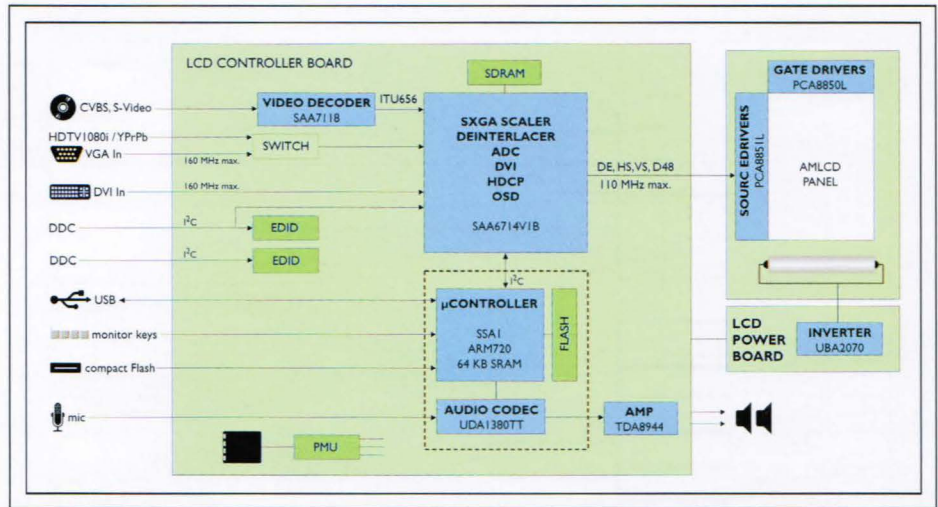 LCD CONTROLLER BOARD
SDRAM
GATE DRIVERS
PCA8850L
CVBS, S-Video
VIDEO DECODER
SAA7118
ITU656
SXGA SCALER
DEINTERLACER
ADC
DVI
HDCP
OSD
SAA6714V1B
HDTV1080i / YPrPb
VGA In
160 MHz max.
SWITCH
DE, HS, VS, D48
110 MHz max.
SOURC EDRIVERS
PCA8851L
AMLCD
PANEL
DVI In
160 MHz max.
DDC
I²C
EDID
DDC
I²C
EDID
I²C
USB
µCONTROLLER
SSA1
ARM720
64 KB SRAM
FLASH
monitor keys
compact Flash
LCD
POWER
BOARD
INVERTER
UBA2070
mic
AUDIO CODEC
UDA1380TT
AMP
TDA8944
PMU